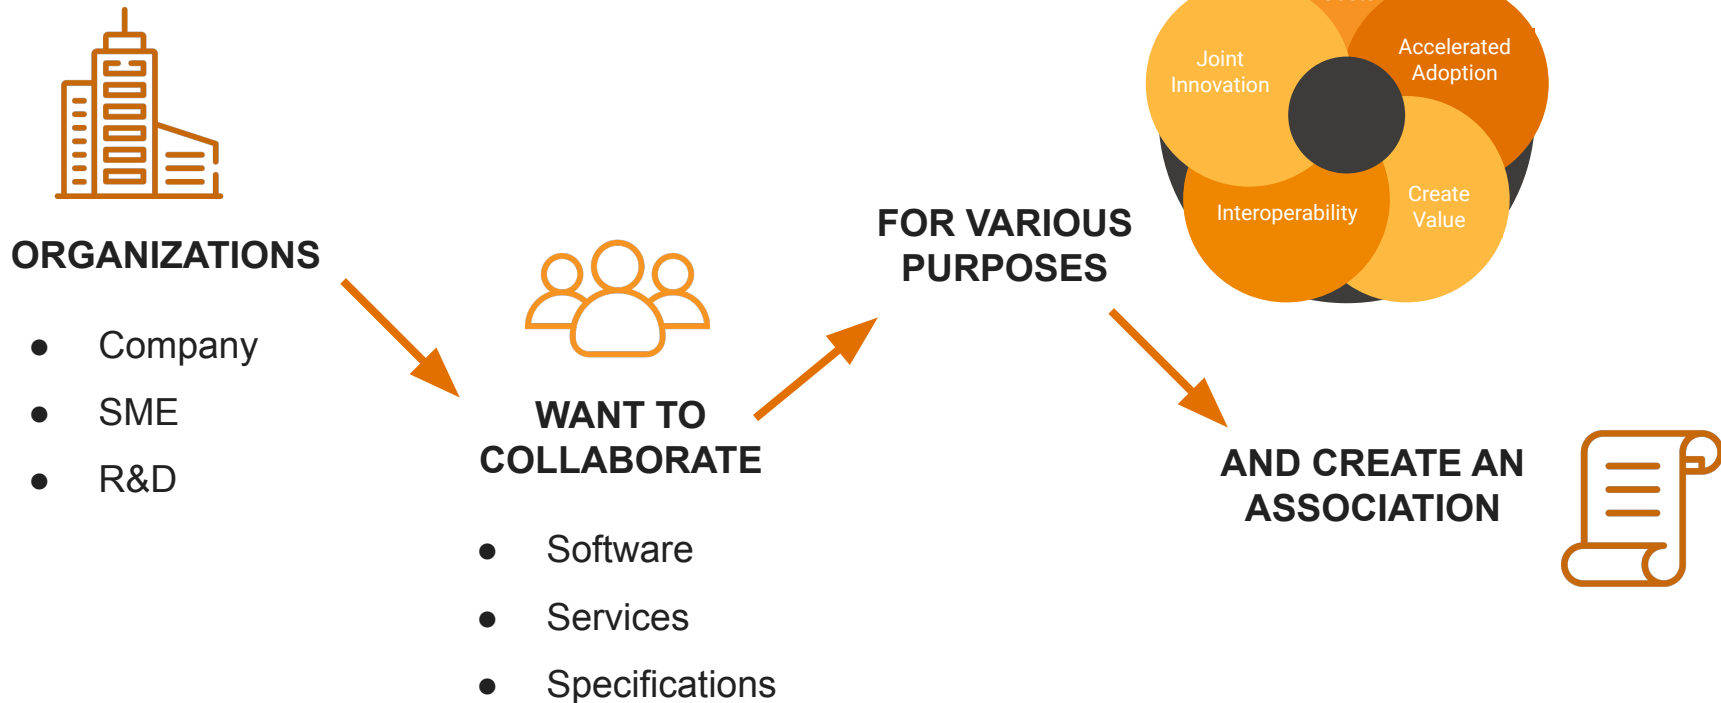 ORGANIZATIONS
● Company
● SME
● R&D
WANT TO
COLLABORATE
● Software
● Services
● Specifications
FOR VARIOUS
PURPOSES
Joint
Innovation
Accelerated
Adoption
Interoperability
Create
Value
AND CREATE AN
ASSOCIATION